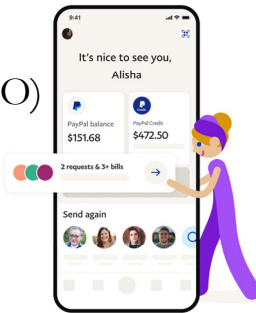 9:41
It's nice to see you,
Alisha
O)
PayPal balance
$151.68
PayPal Credit
$472.50
2 requests & 3+ bills
Send again